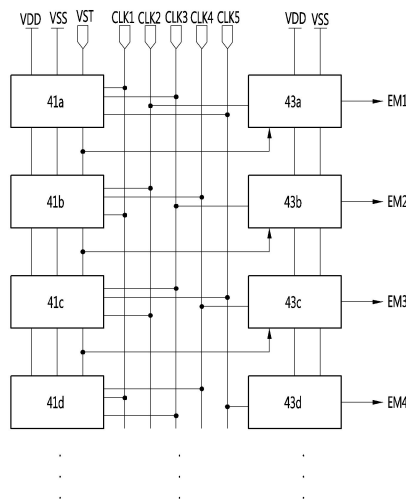 VDD VSS VST CLK1 CLK2 CLK3 CLK4 CLK5 VDD VSS
41a 43a EM1
41b 43b EM2
41c 43c EM3
41d 43d EM4